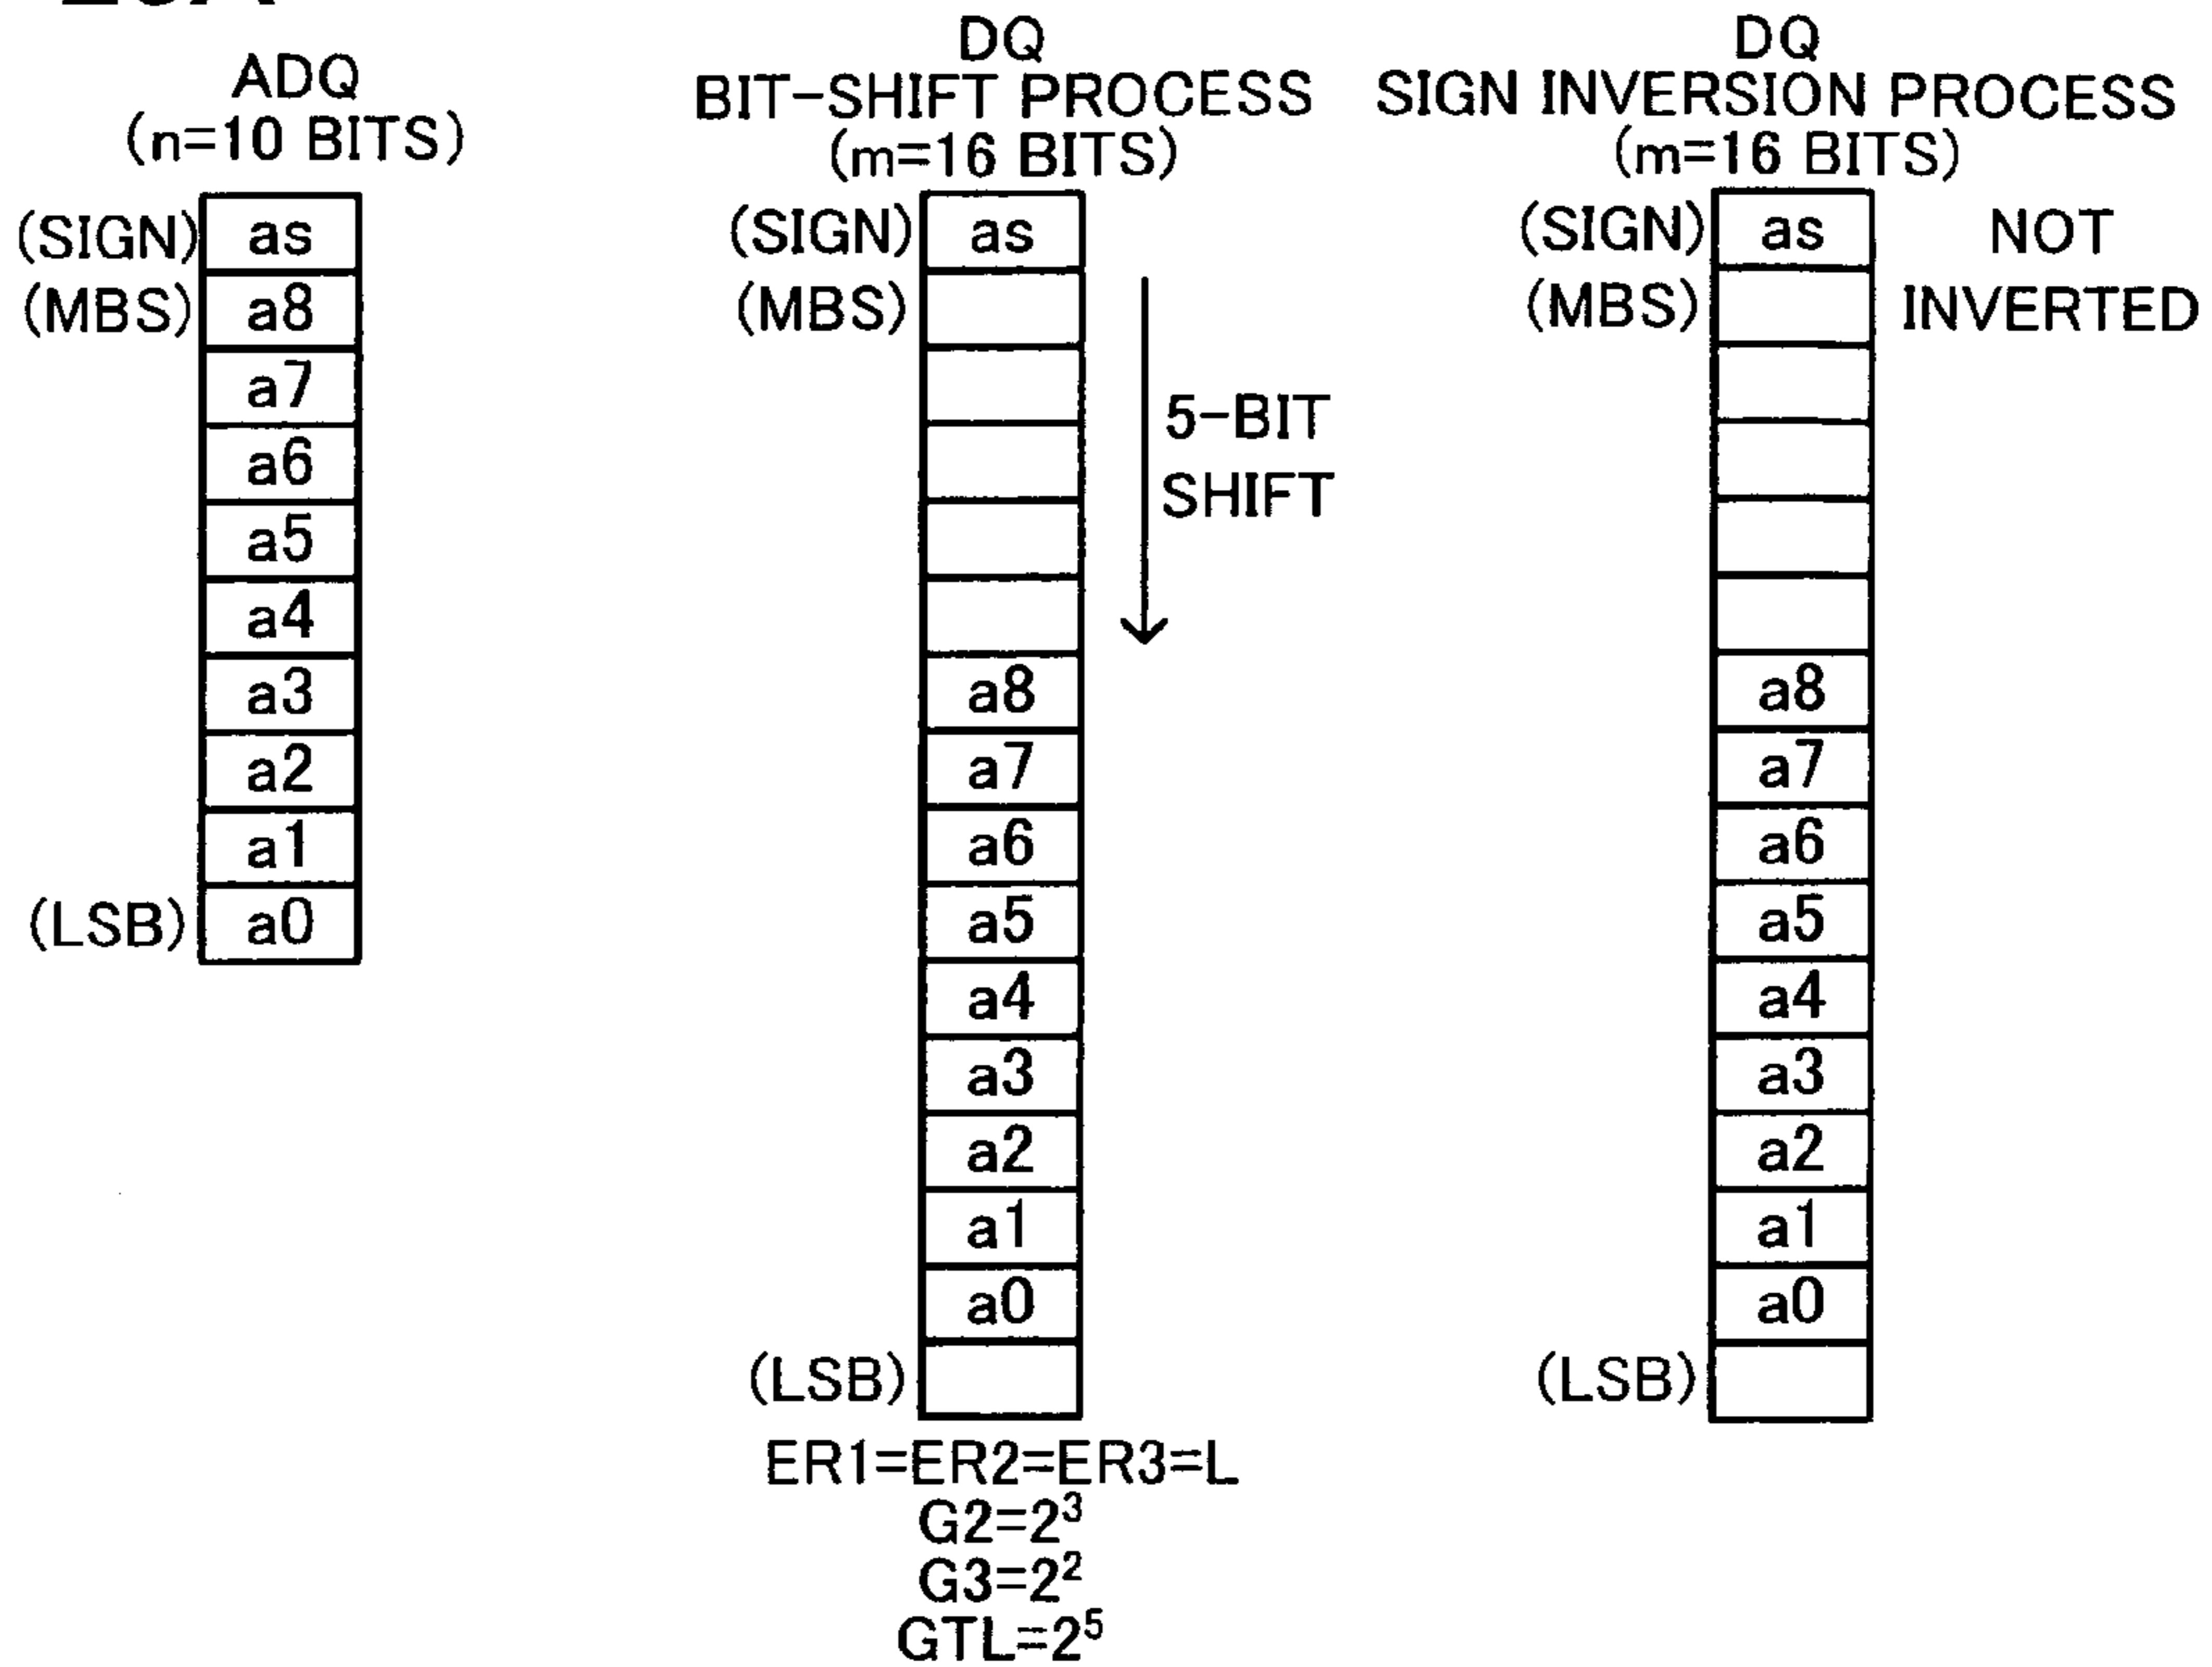 ADQ
(n=10 BITS)
(SIGN) as
(MBS) a8
a7
a6
a5
a4
a3
a2
a1
(LSB) a0
DQ
BIT-SHIFT PROCESS
(m=16 BITS)
(SIGN) as
(MBS)
5-BIT
SHIFT
a8
a7
a6
a5
a4
a3
a2
a1
a0
(LSB)
ER1=ER2=ER3=L
G2=2³
G3=2²
GTL=2⁵
DQ
SIGN INVERSION PROCESS
(m=16 BITS)
(SIGN) as NOT
(MBS) INVERTED
a8
a7
a6
a5
a4
a3
a2
a1
a0
(LSB)